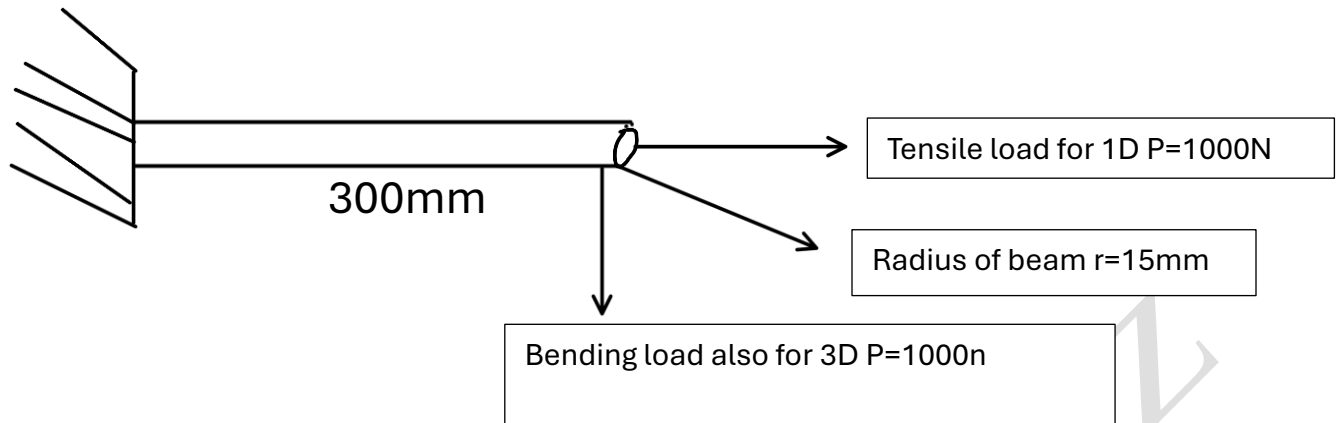 Tensile load for 1D P=1000N
300mm
Radius of beam r=15mm
Bending load also for 3D P=1000n
Z